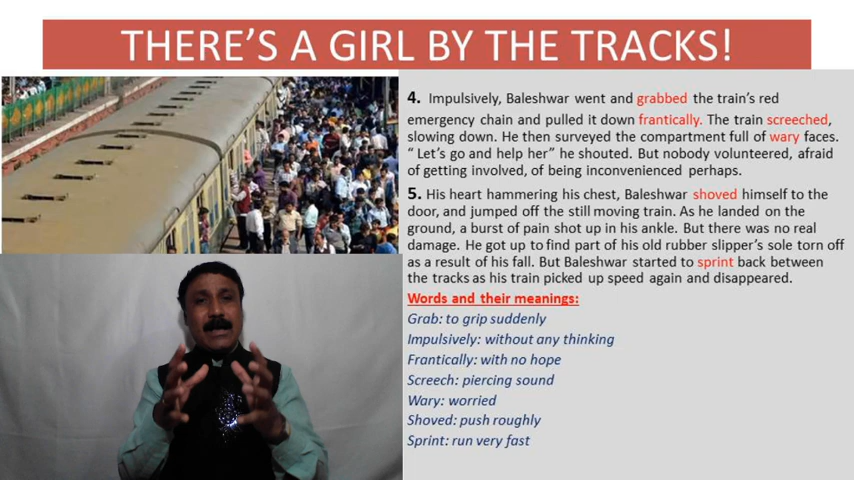 THERE'S A GIRL BY THE TRACKS!
4. Impulsively, Baleshwar went and grabbed the train's red
emergency chain and pulled it down frantically. The train screeched,
slowing down. He then surveyed the compartment full of wary faces.
“ Let's go and help her” he shouted. But nobody volunteered, afraid
of getting involved, of being inconvenienced perhaps.
5. His heart hammering his chest, Baleshwar shoved himself to the
door, and jumped off the still moving train. As he landed on the
ground, a burst of pain shot up in his ankle. But there was no real
damage. He got up to find part of his old rubber slipper's sole torn off
as a result of his fall. But Baleshwar started to sprint back between
the tracks as his train picked up speed again and disappeared.
Words and their meanings:
Grab: to grip suddenly
Impulsively: without any thinking
Frantically: with no hope
Screech: piercing sound
Wary: worried
Shoved: push roughly
Sprint: run very fast